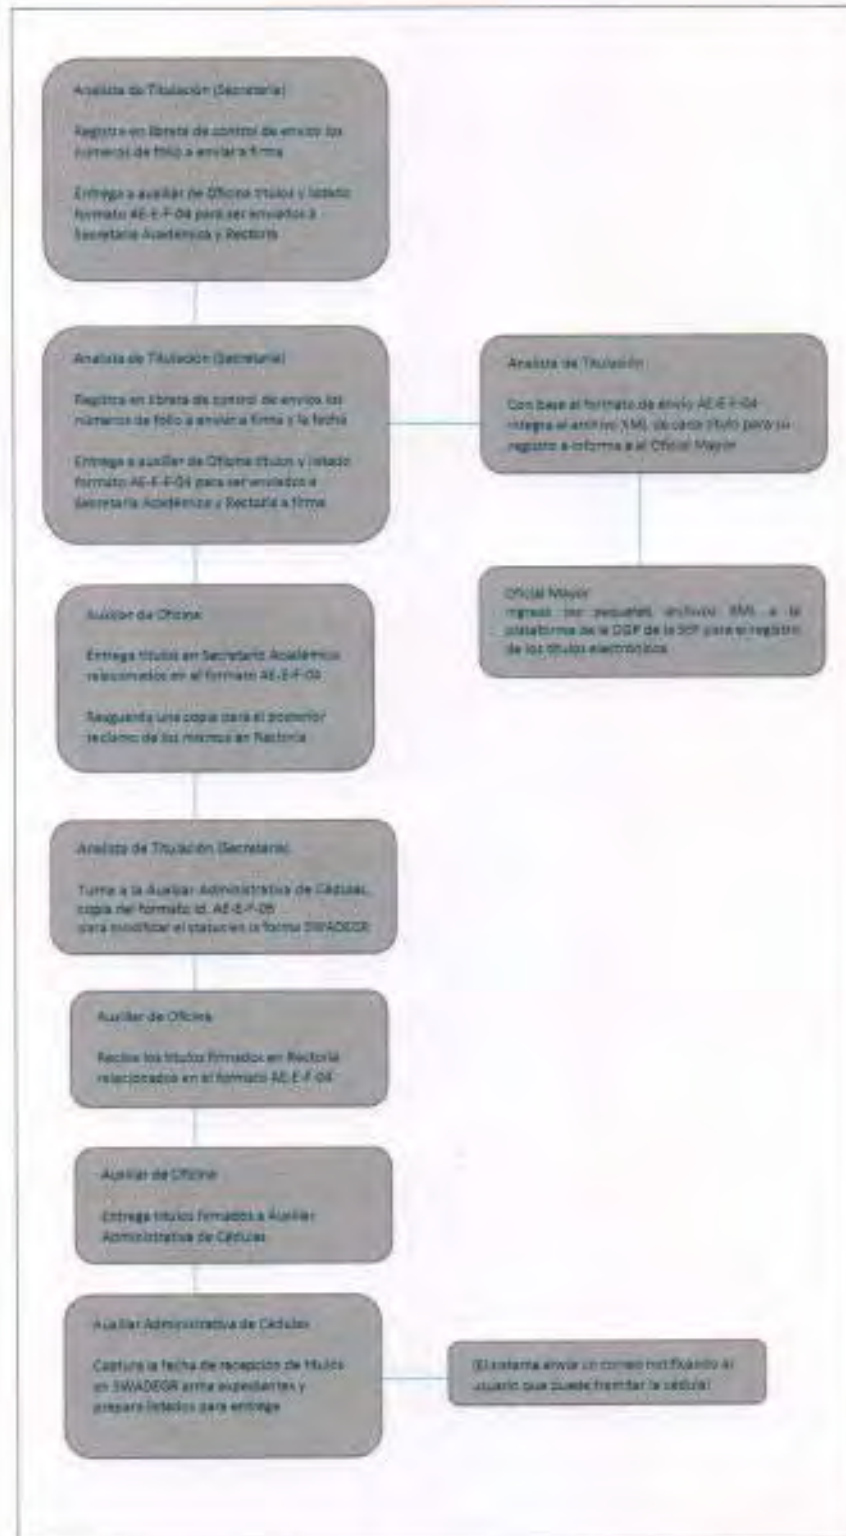 Analista de Titulación (Secretaria)
Registra en libreta de control de envíos los
números de folio a enviar a firma
Entrega a auxiliar de Oficina títulos y listado
formato AE-E-F-04 para ser enviados a
Secretaría Académica y Rectoría
Analista de Titulación (Secretaria)
Registra en libreta de control de envíos los
números de folio a enviar a firma y la fecha
Entrega a auxiliar de Oficina títulos y listado
formato AE-E-F-04 para ser enviados a
Secretaría Académica y Rectoría a firma
Analista de Titulación
Con base al formato de envío AE-E-F-04
integra el archivo XML de cada título para su
registro e informa a el Oficial Mayor
Oficial Mayor
Ingresa los paquetes archivos XML a la
plataforma de la DGP de la SEP para el registro
de los títulos electrónicos
Auxiliar de Oficina
Entrega títulos en Secretaría Académica
relacionados en el formato AE-E-F-04
Resguarda una copia para el posterior
reclamo de los mismos en Rectoría
Analista de Titulación (Secretaria)
Turna a la Auxiliar Administrativa de Cédulas,
copia del formato id. AE-E-F-05
para modificar el status en la forma SWADEGR
Auxiliar de Oficina
Recibe los títulos firmados en Rectoría
relacionados en el formato AE-E-F-04
Auxiliar de Oficina
Entrega títulos firmados a Auxiliar
Administrativa de Cédulas
Auxiliar Administrativa de Cédulas
Captura la fecha de recepción de títulos
en SWADEGR arma expedientes y
prepara listados para entrega
(El sistema envía un correo notificando al
usuario que puede tramitar la cédula)